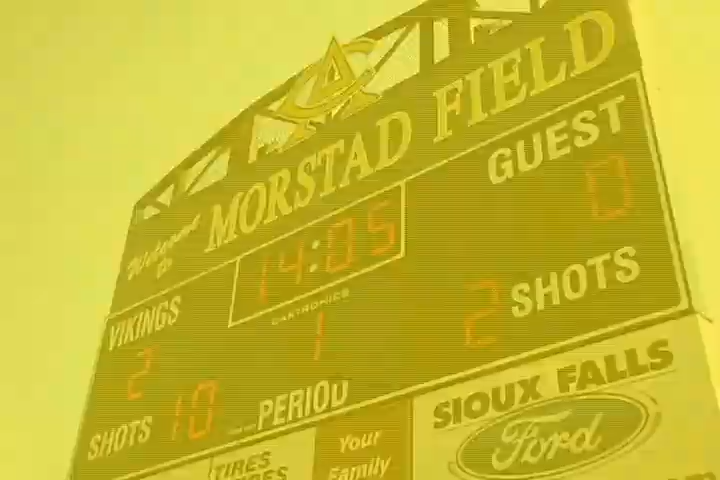 Welcome to
MORSTAD FIELD
GUEST
0
14:05
DAKTRONICS
VIKINGS
2
1
2 SHOTS
SHOTS 10
PERIOD
SIOUX FALLS
Ford
TIRES
Your
Family